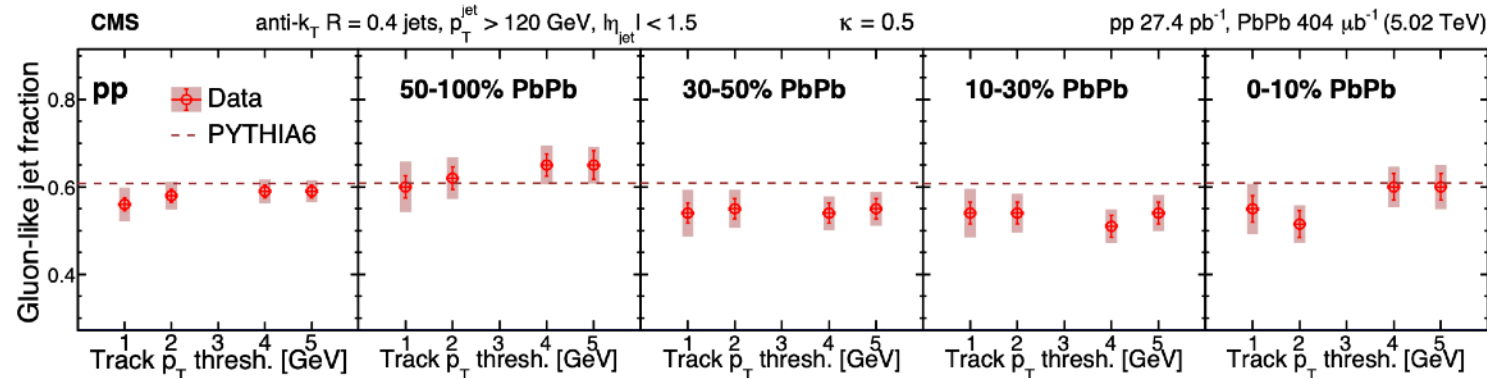 CMS anti-k_T R = 0.4 jets, p_T^jet > 120 GeV, |η_jet| < 1.5 κ = 0.5 pp 27.4 pb⁻¹, PbPb 404 μb⁻¹ (5.02 TeV)
pp 50-100% PbPb 30-50% PbPb 10-30% PbPb 0-10% PbPb
Data
PYTHIA6
Gluon-like jet fraction
0.8
0.6
0.4
1 2 3 4 5 1 2 3 4 5 1 2 3 4 5 1 2 3 4 5 1 2 3 4 5
Track p_T thresh. [GeV] Track p_T thresh. [GeV] Track p_T thresh. [GeV] Track p_T thresh. [GeV] Track p_T thresh. [GeV]